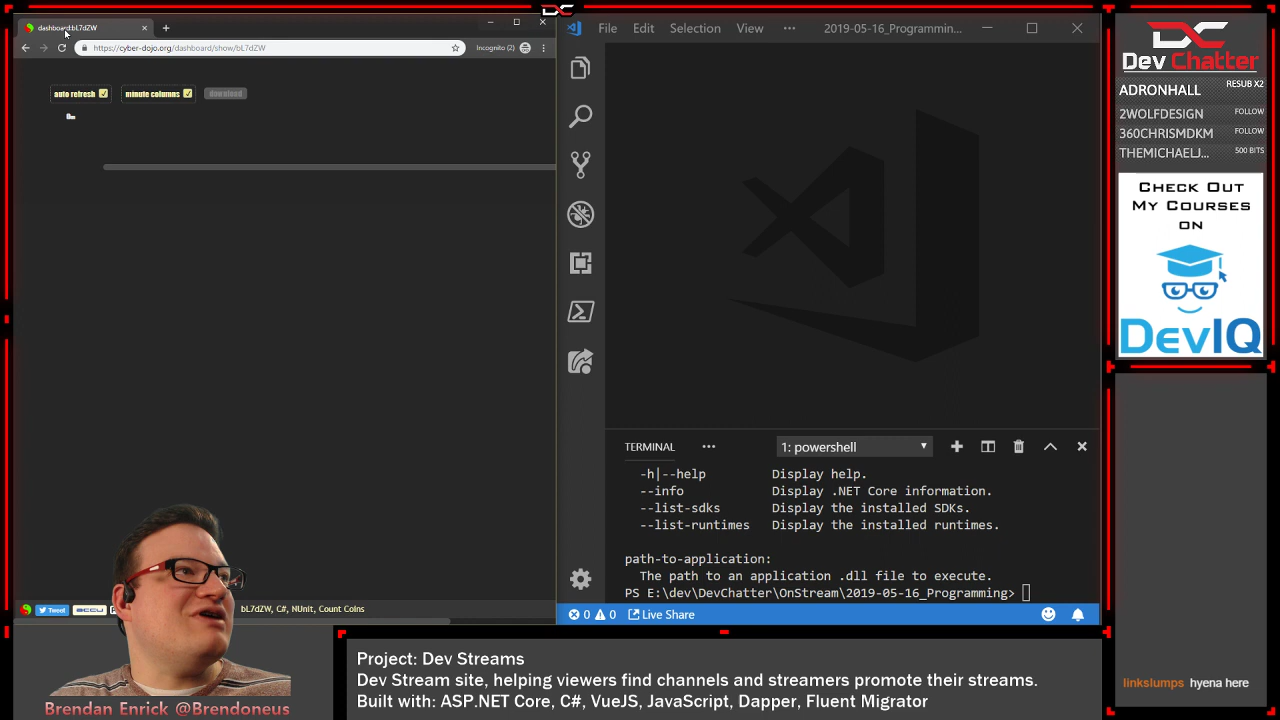 dashboard:bL7dZW
https://cyber-dojo.org/dashboard/show/bL7dZW
Incognito (2)
auto refresh
minute columns
download
Tweet
accu
bL7dZW, C#, NUnit, Count Coins
File Edit Selection View ··· 2019-05-16_Programmin...
TERMINAL ··· 1: powershell
-h|--help Display help.
--info Display .NET Core information.
--list-sdks Display the installed SDKs.
--list-runtimes Display the installed runtimes.
path-to-application:
The path to an application .dll file to execute.
PS E:\dev\DevChatter\OnStream\2019-05-16_Programming>
0 0 Live Share
DC
Dev Chatter
ADRONHALL RESUB X2
2WOLFDESIGN FOLLOW
360CHRISMDKM FOLLOW
THEMICHAELJ... 500 BITS
CHECK OUT
MY COURSES
ON
DevIQ
linkslumps hyena here
Brendan Enrick @Brendoneus
Project: Dev Streams
Dev Stream site, helping viewers find channels and streamers promote their streams.
Built with: ASP.NET Core, C#, VueJS, JavaScript, Dapper, Fluent Migrator